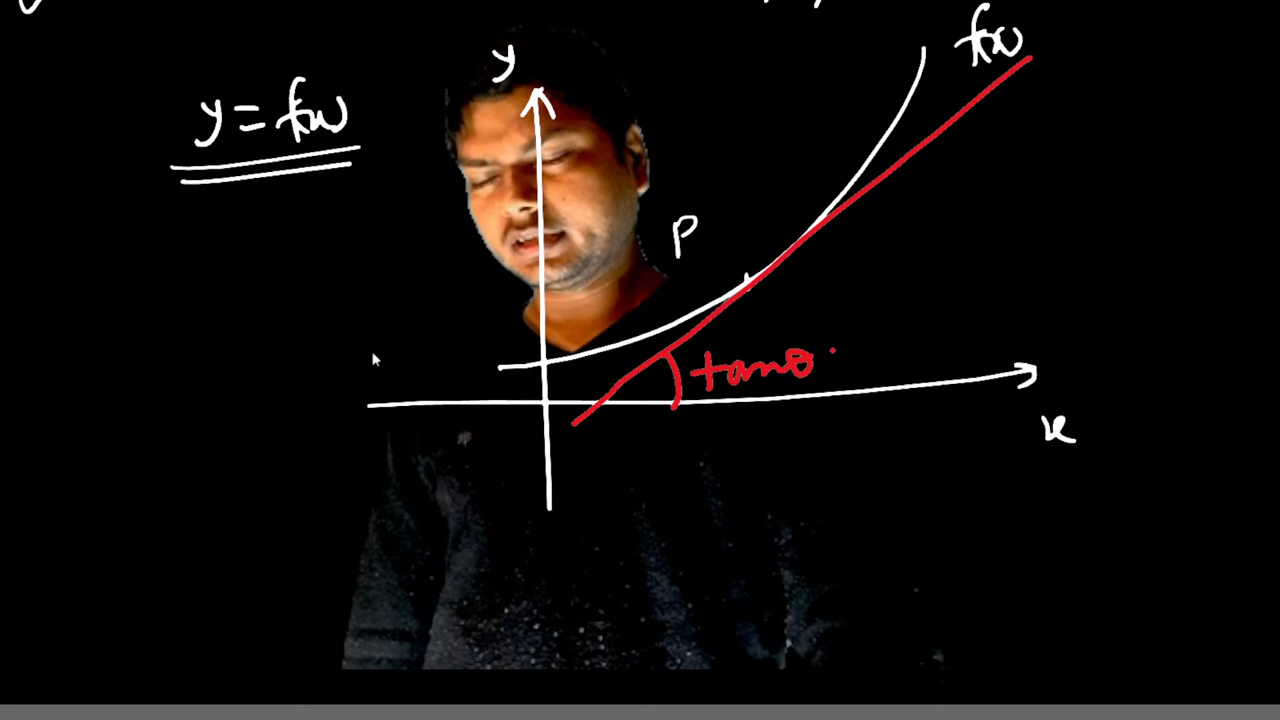 y
f(x)
y = f(x)
P
tanθ
x